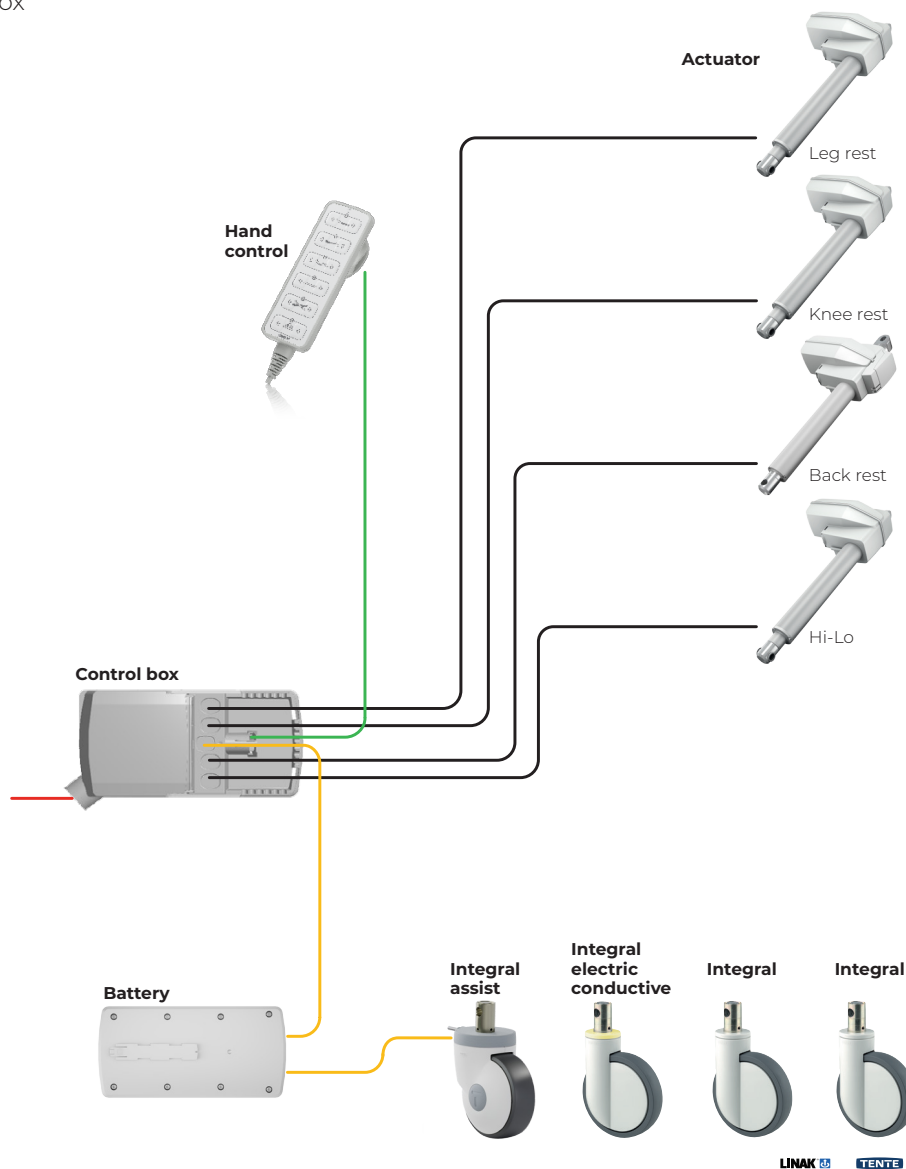 Actuator
Leg rest
Hand
control
Knee rest
Back rest
Hi-Lo
Control box
Battery
Integral
assist
Integral
electric
conductive
Integral
Integral
LINAK
TENTE